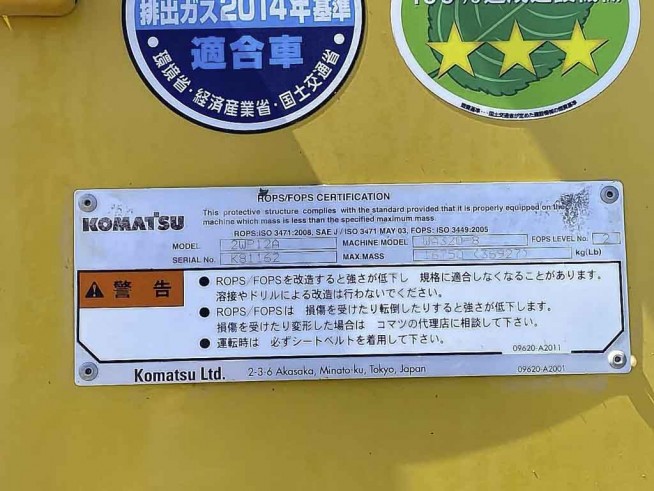 排出ガス2014年基準
適合車
・環境省・経済産業省・国土交通省・
KOMATSU
ROPS/FOPS CERTIFICATION
This protective structure complies with the standard provided that it is properly equipped on the
machine which mass is less than the specified maximum mass.
ROPS:ISO 3471:2008, SAE J/ISO 3471 MAY 03, FOPS:ISO 3449:2005
MODEL 2WP12A MACHINE MODEL WA320-8 FOPS LEVEL No. 2
SERIAL No. K81162 MAX.MASS (36927) kg(Lb)
警告
● ROPS/FOPSを改造すると強さが低下し 規格に適合しなくなることがあります。
溶接やドリルによる改造は行わないでください。
● ROPS/FOPSは 損傷を受けたり転倒したりすると強さが低下します。
損傷を受けたり変形した場合は コマツの代理店に相談して下さい。
● 運転時は 必ずシートベルトを着用して下さい。
09620-A2011
Komatsu Ltd. 2-3-6 Akasaka, Minato-ku, Tokyo, Japan 09620-A2001